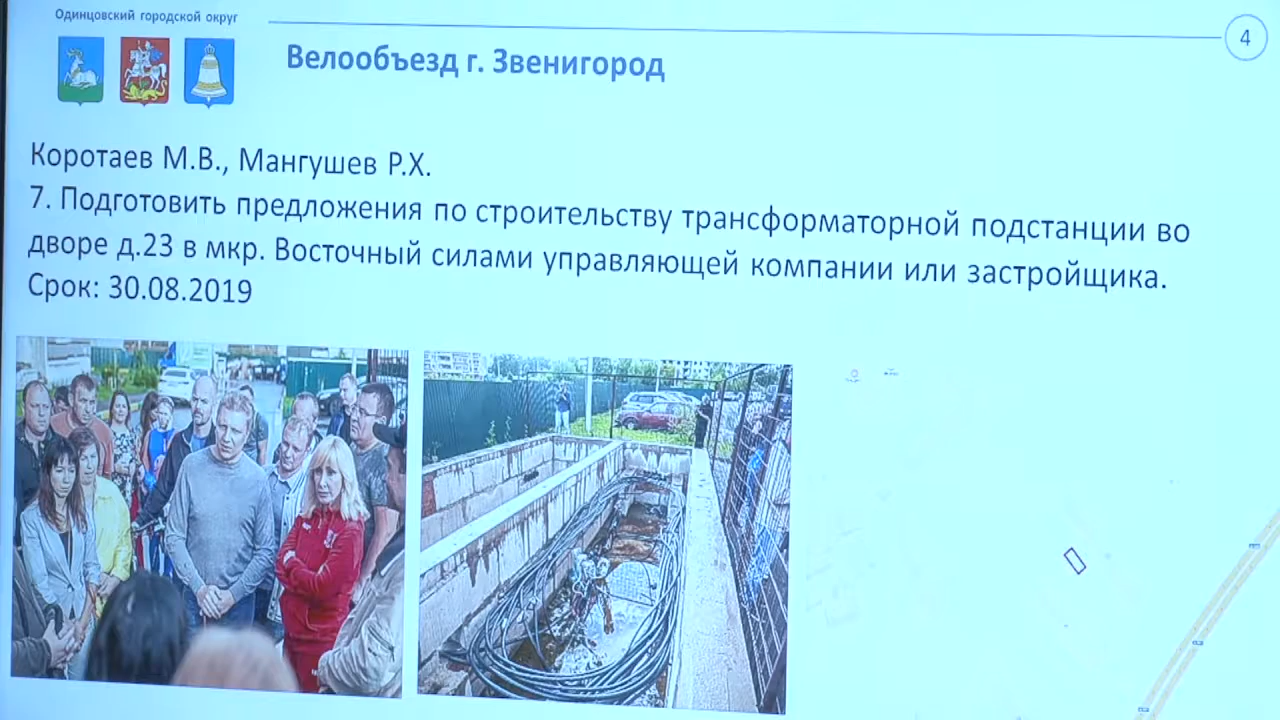 Одинцовский городской округ
4
Велообъезд г. Звенигород
Коротаев М.В., Мангушев Р.Х.
7. Подготовить предложения по строительству трансформаторной подстанции во
дворе д.23 в мкр. Восточный силами управляющей компании или застройщика.
Срок: 30.08.2019